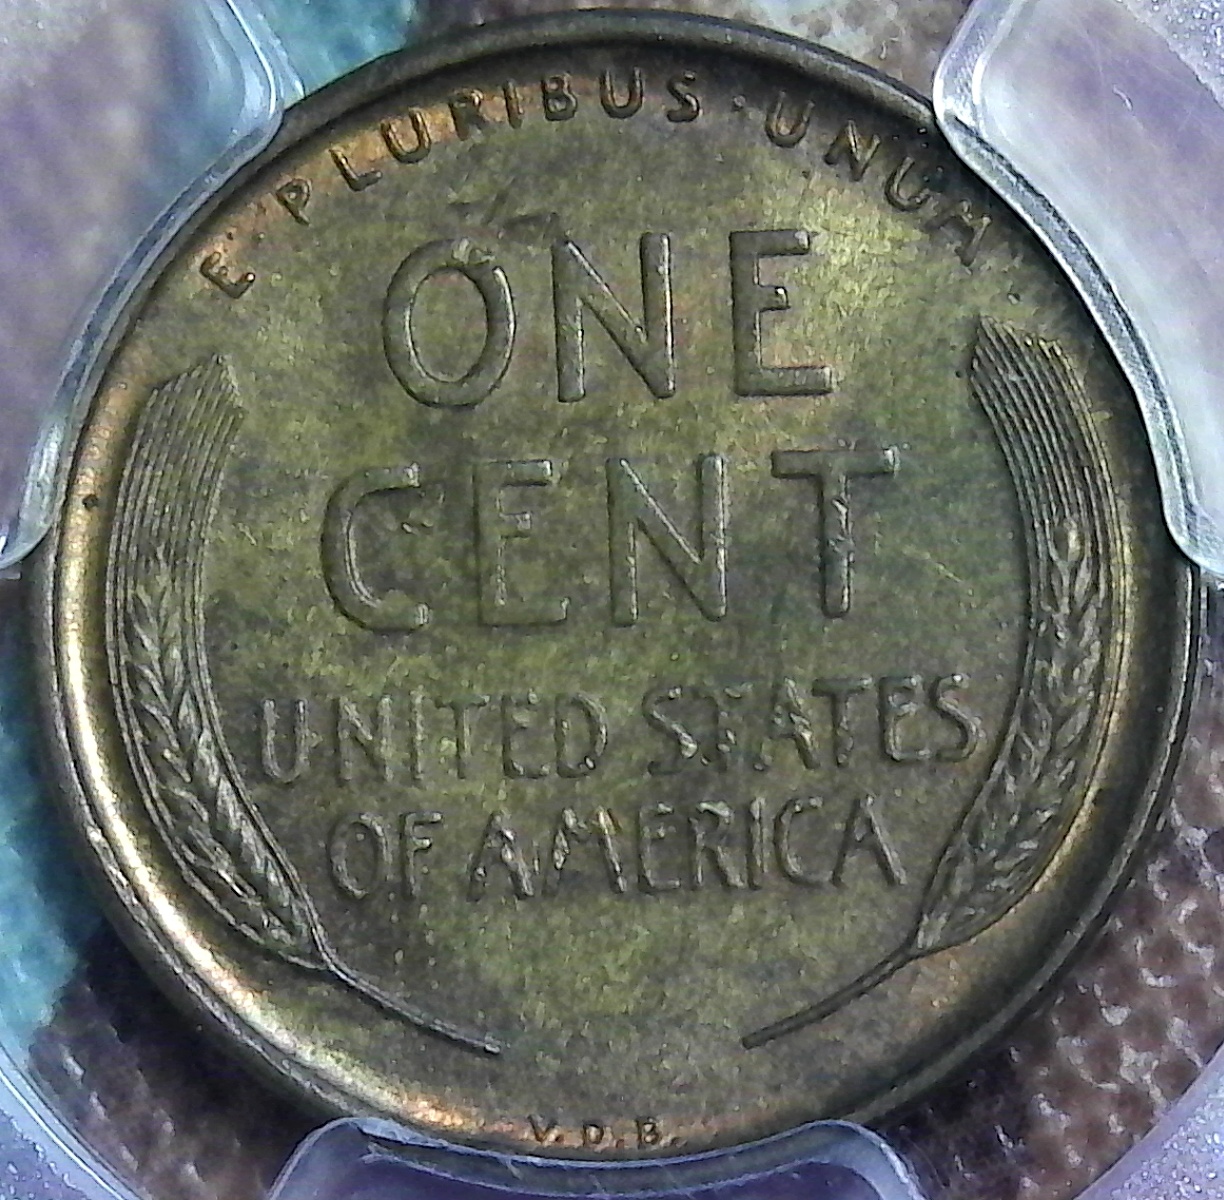 E · PLURIBUS · UNUM
ONE
CENT
UNITED STATES
OF AMERICA
V.D.B.